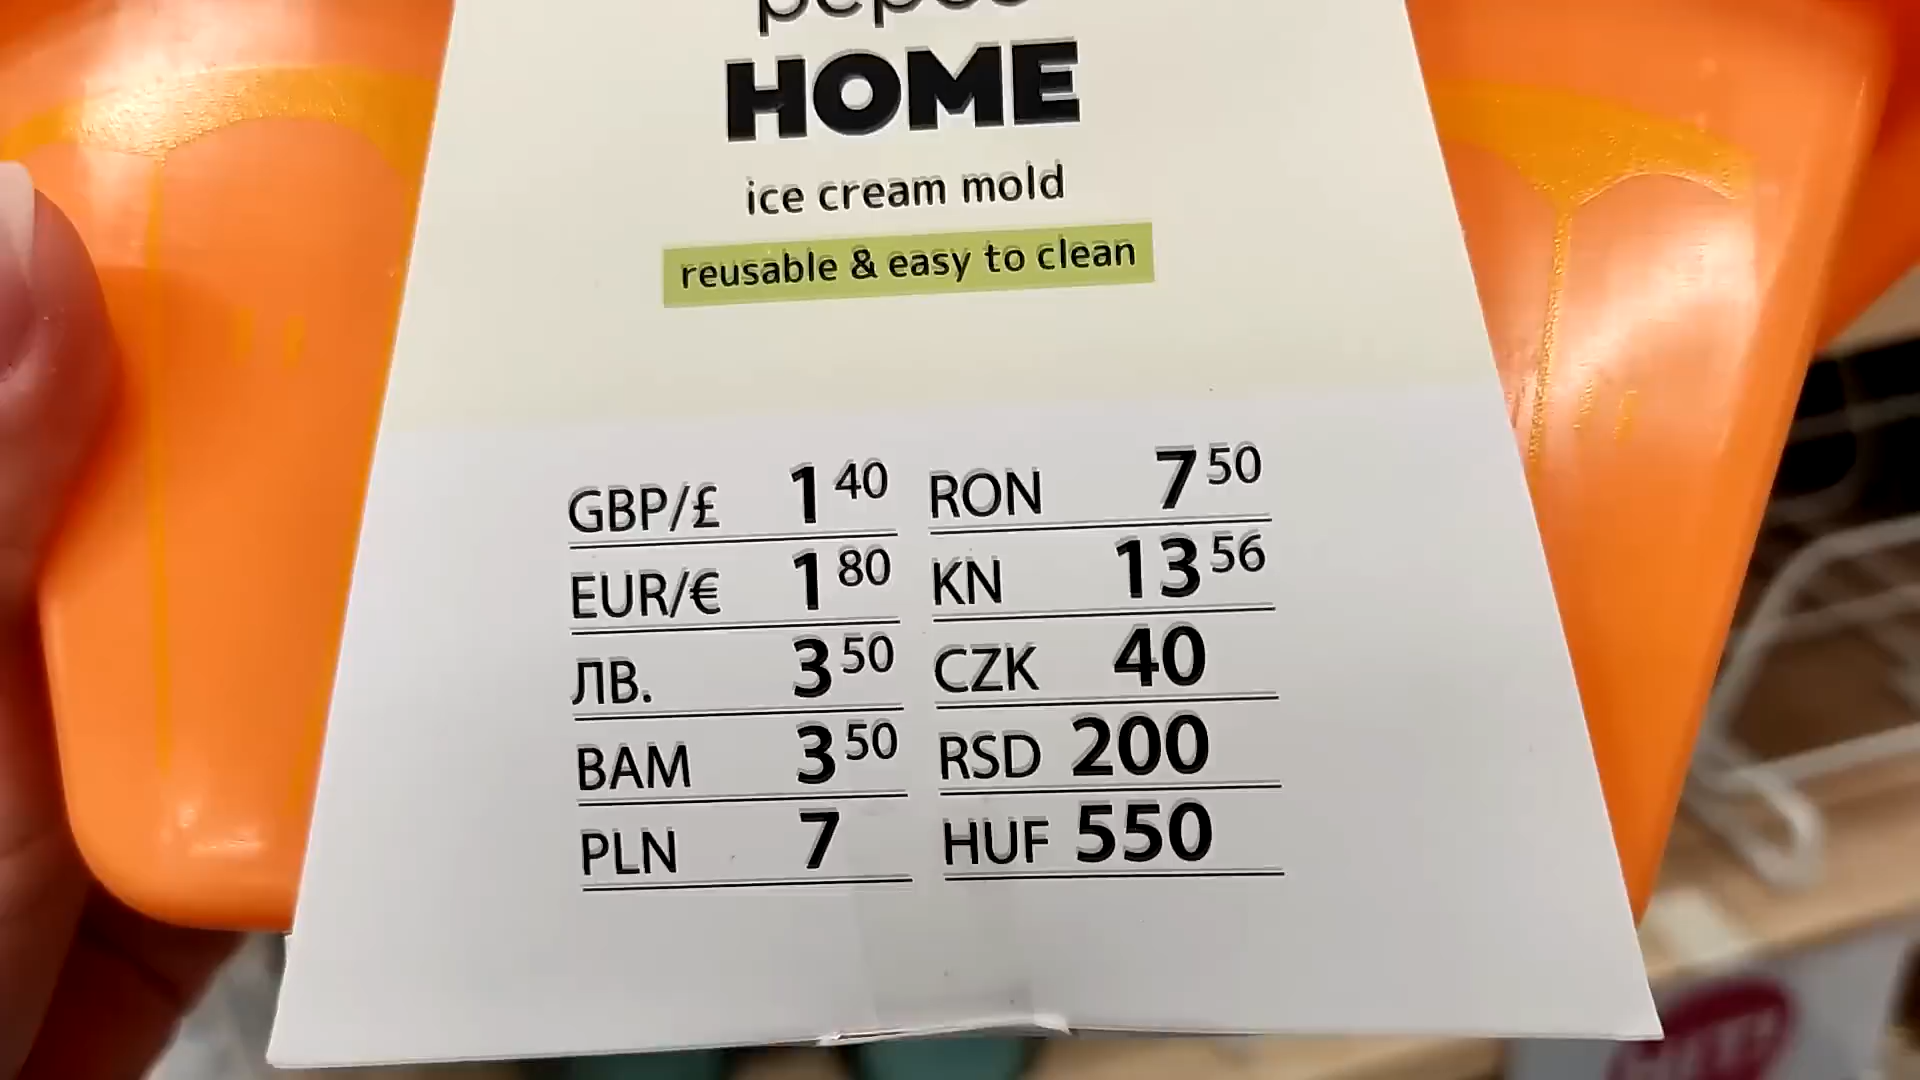 HOME
ice cream mold
reusable & easy to clean
GBP/£ 1 40 RON 7 50
EUR/€ 1 80 KN 13 56
ЛВ. 3 50 CZK 40
BAM 3 50 RSD 200
PLN 7 HUF 550